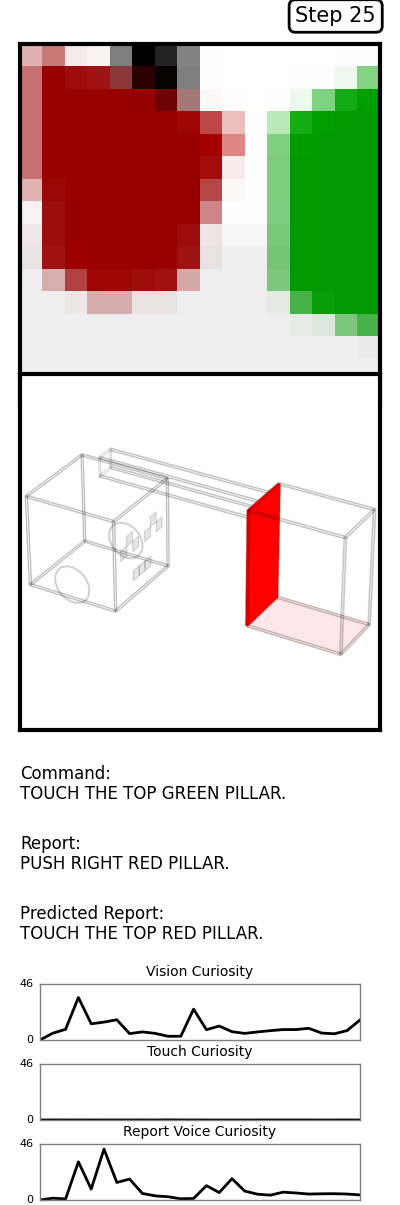 Step 25
Command:
TOUCH THE TOP GREEN PILLAR.
Report:
PUSH RIGHT RED PILLAR.
Predicted Report:
TOUCH THE TOP RED PILLAR.
Vision Curiosity
46
0
Touch Curiosity
46
0
Report Voice Curiosity
46
0